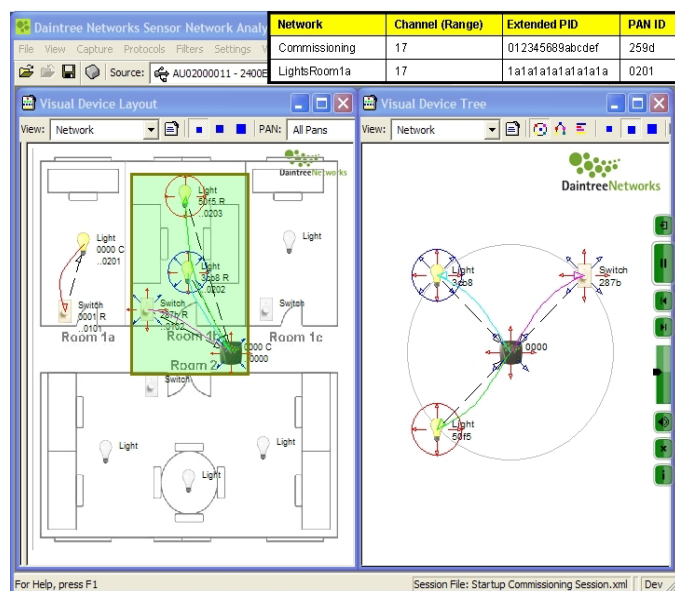 Daintree Networks Sensor Network Analy
Network Channel (Range) Extended PID PAN ID
Commissioning 17 012345689abcdef 259d
LightsRoom1a 17 1a1a1a1a1a1a1a1a 0201
File View Capture Protocols Filters Settings
Source: AU02000011 - 2400E
Visual Device Layout
View: Network PAN: All Pans
DaintreeNetworks
Light
50f5 R
..0203
Light
0000 C
..0201
Light
Light
3cb8 R
..0202
Switch
0001 R
..0101
Switch
287b R
..0102
Switch
Room 1a
Room 1b
Room 1c
0000 C
..0000
Room 2
Switch
Light
Light
Light
Visual Device Tree
View: Network
DaintreeNetworks
Light
3cb8
Switch
287b
0000
Light
50f5
For Help, press F1
Session File: Startup Commissioning Session.xml Dev